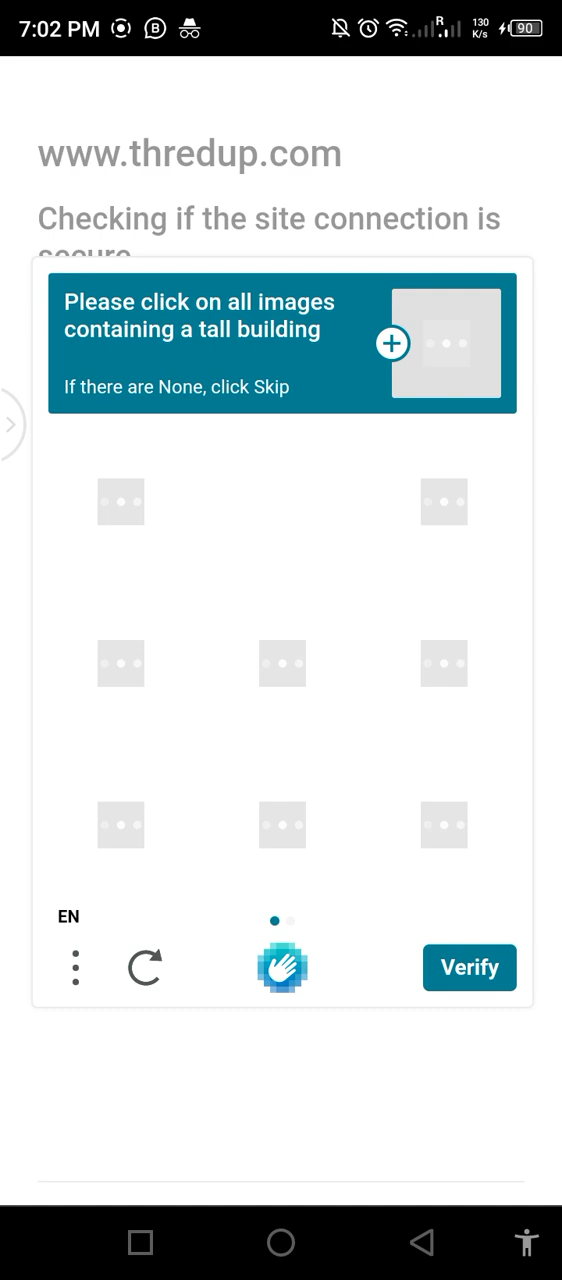 7:02 PM
B
R
130
K/s
90
www.thredup.com
Checking if the site connection is
secure
Please click on all images
containing a tall building
If there are None, click Skip
EN
Verify